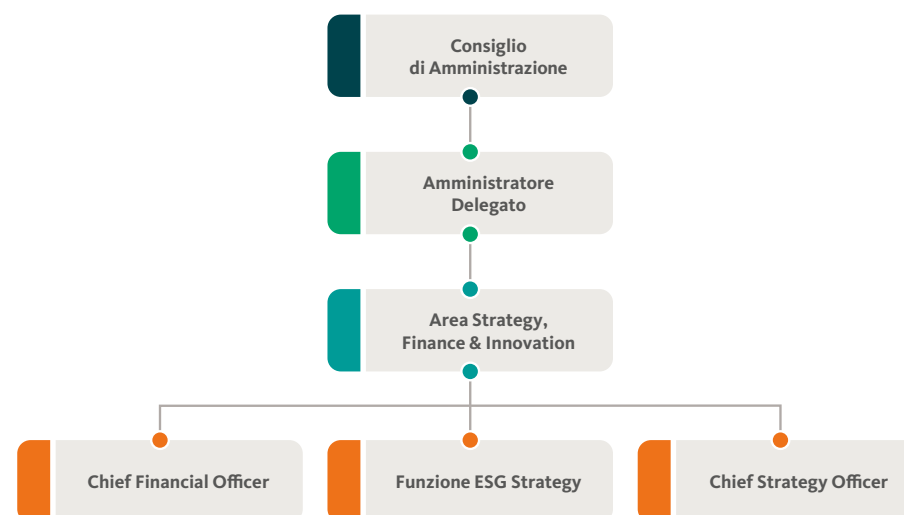 Consiglio
di Amministrazione
Amministratore
Delegato
Area Strategy,
Finance & Innovation
Chief Financial Officer
Funzione ESG Strategy
Chief Strategy Officer